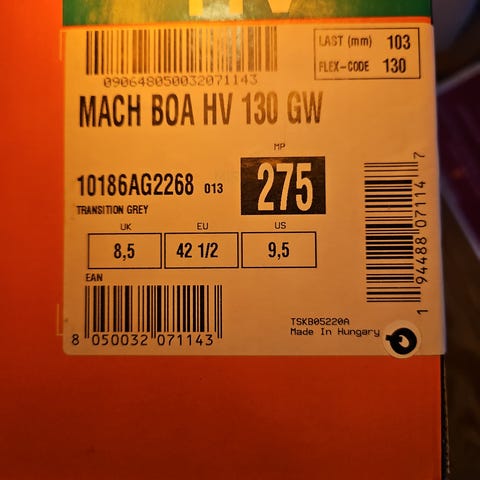 HV
LAST (mm) 103
FLEX-CODE 130
090648050032071143
MACH BOA HV 130 GW
MP
10186AG2268 013
275
TRANSITION GREY
UK EU US
8,5 42 1/2 9,5
EAN
8 050032 071143
1 94488 07114 7
TSKB05220A
Made In Hungary